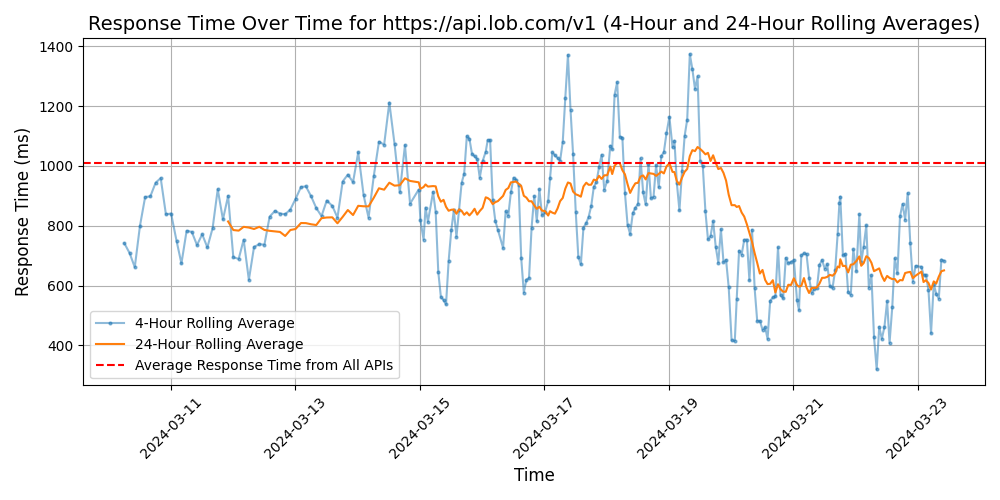 Response Time Over Time for https://api.lob.com/v1 (4-Hour and 24-Hour Rolling Averages)
Response Time (ms)
1400
1200
1000
800
600
400
4-Hour Rolling Average
24-Hour Rolling Average
Average Response Time from All APIs
2024-03-11
2024-03-13
2024-03-15
2024-03-17
2024-03-19
2024-03-21
2024-03-23
Time